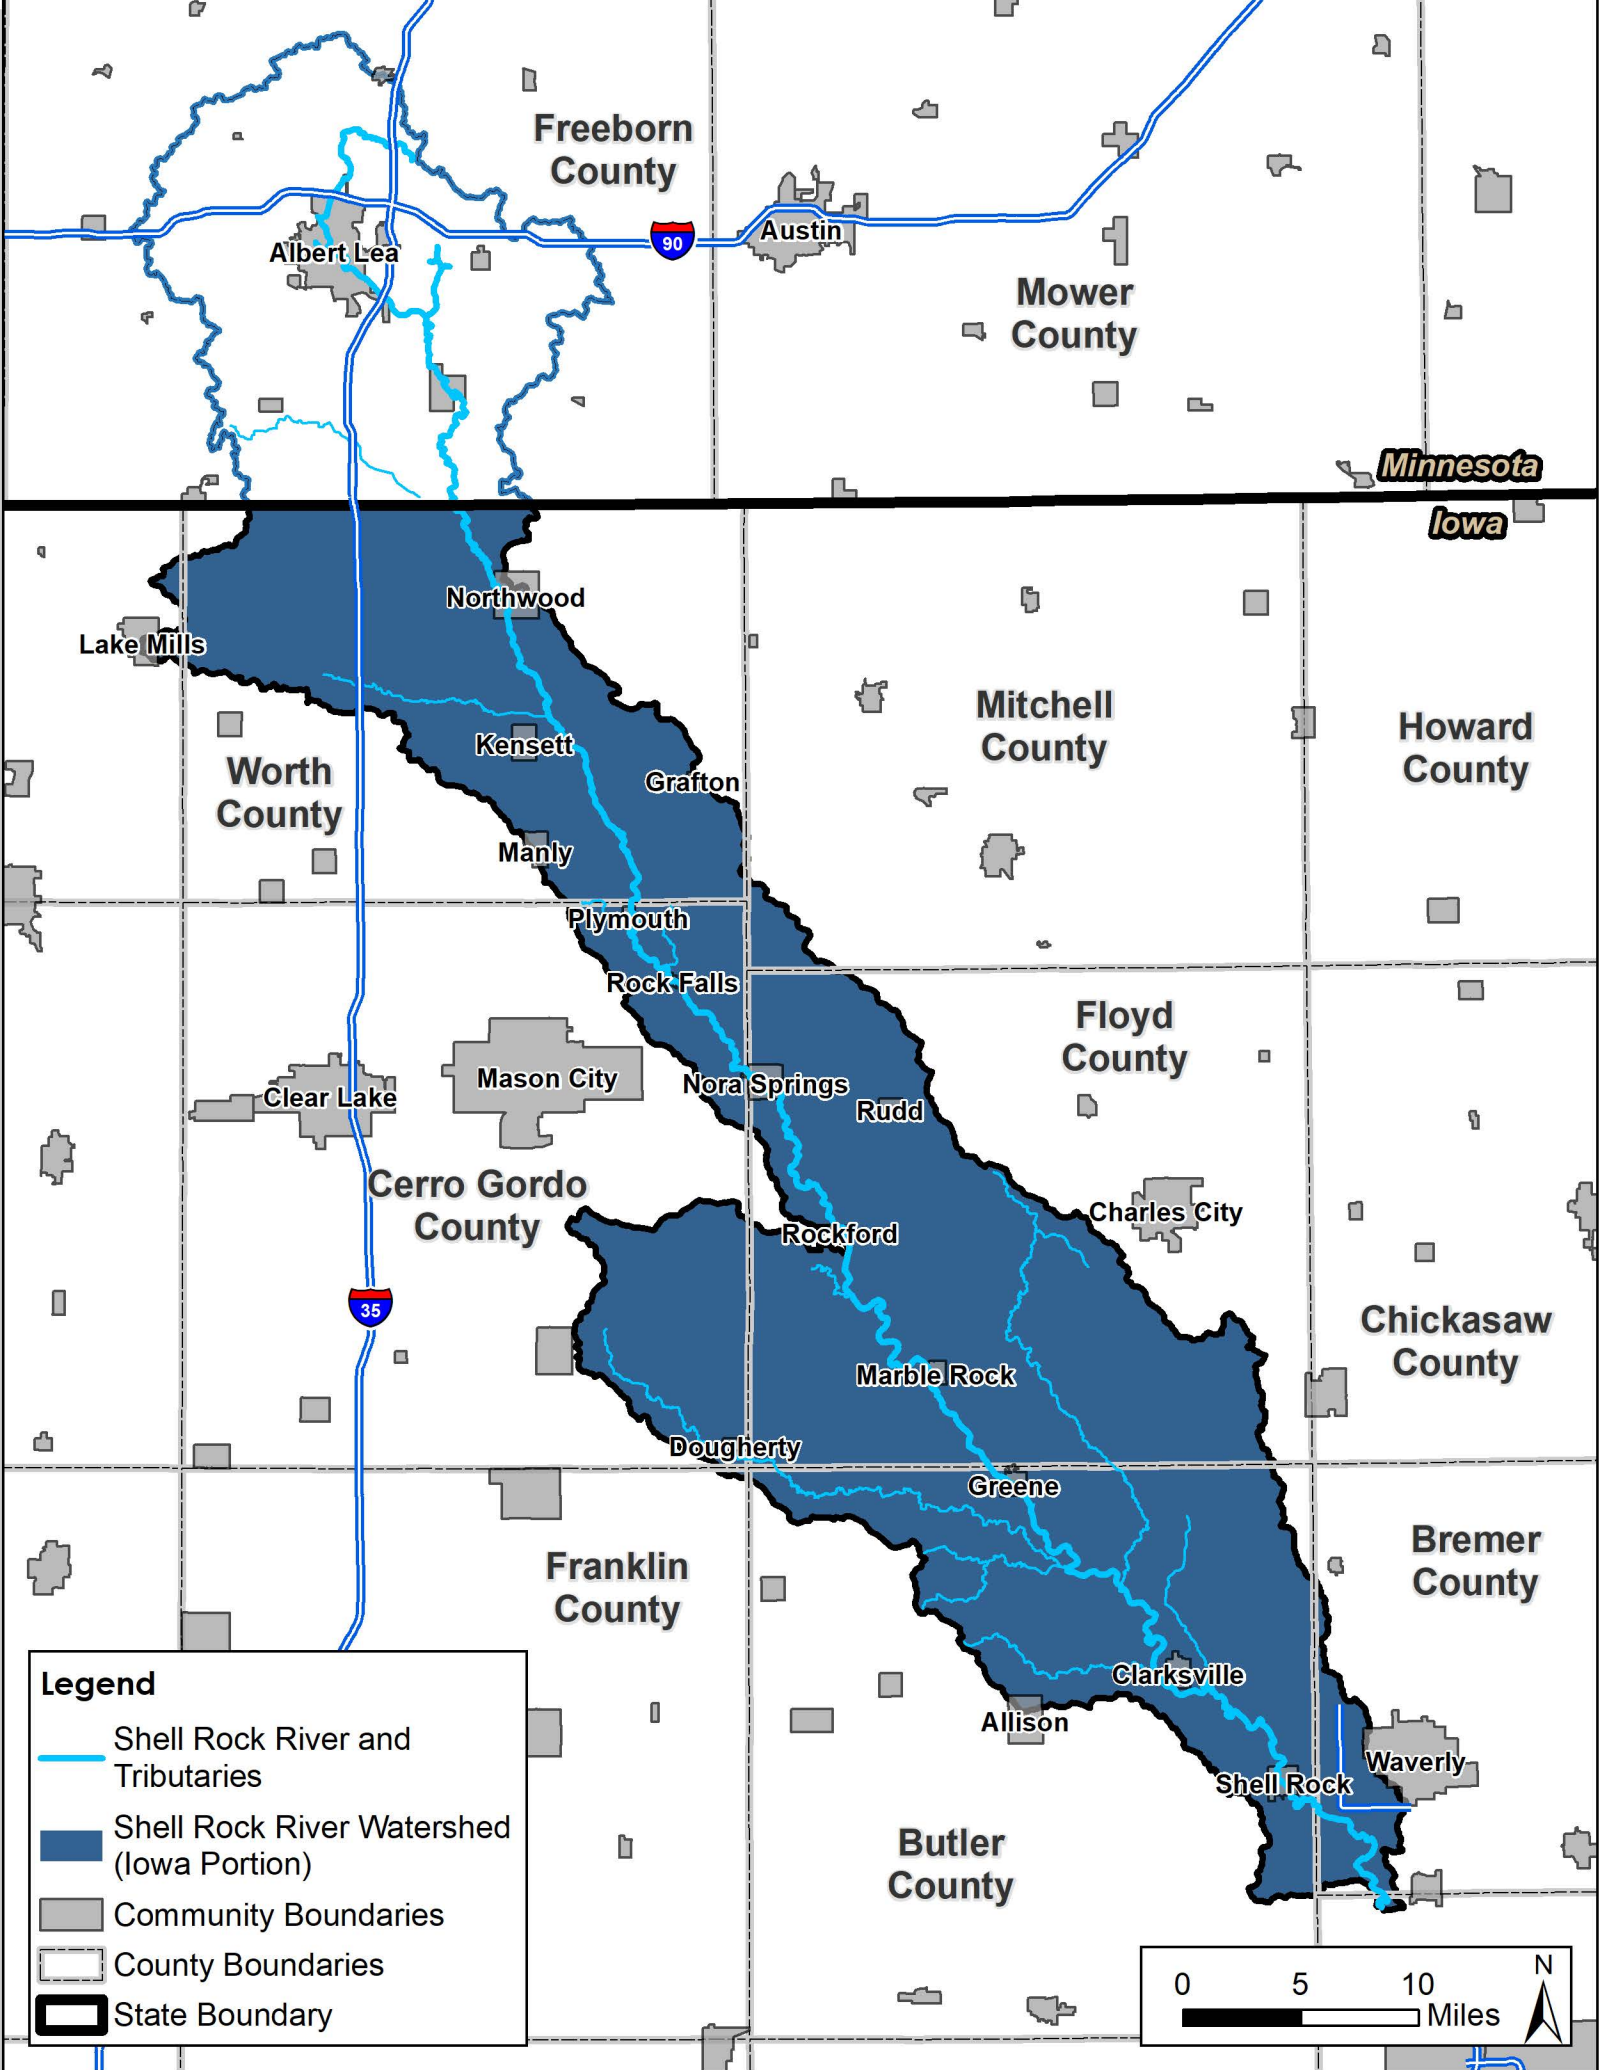 Freeborn
County
90
Austin
Albert Lea
Mower
County
Minnesota
Iowa
Northwood
Lake Mills
Mitchell
County
Howard
County
Kensett
Worth
County
Grafton
Manly
Plymouth
Rock Falls
Floyd
County
Mason City
Clear Lake
Nora Springs
Rudd
Cerro Gordo
County
Charles City
Rockford
35
Chickasaw
County
Marble Rock
Dougherty
Greene
Franklin
County
Bremer
County
Clarksville
Allison
Waverly
Shell Rock
Butler
County
Legend
Shell Rock River and
Tributaries
Shell Rock River Watershed
(Iowa Portion)
Community Boundaries
County Boundaries
State Boundary
0 5 10
Miles
N